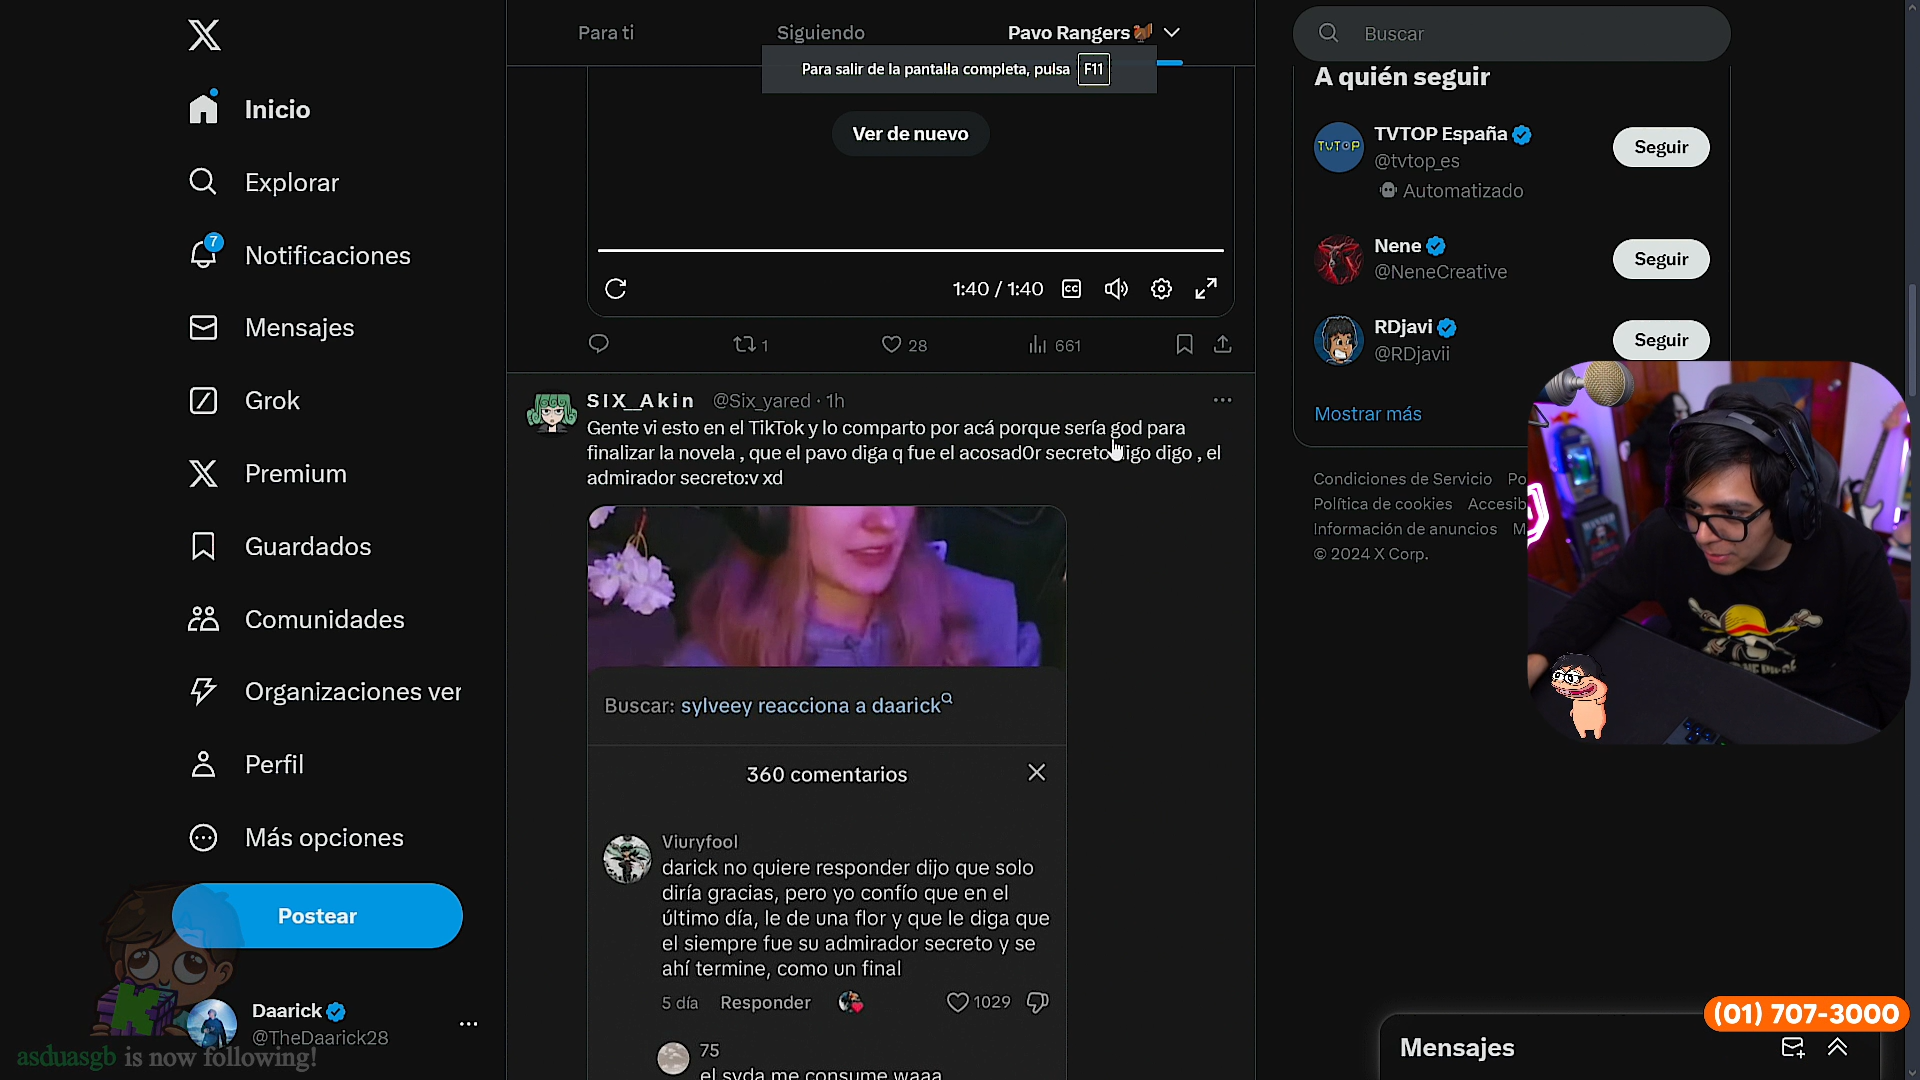 Inicio
Explorar
7
Notificaciones
Mensajes
Grok
Premium
Guardados
Comunidades
Organizaciones ver
Perfil
Más opciones
Postear
Daarick
@TheDaarick28
asduasgb is now following!
Para ti
Siguiendo
Pavo Rangers
Para salir de la pantalla completa, pulsa F11
Ver de nuevo
1:40 / 1:40
CC
1
28
661
SIX_Akin @Six_yared · 1h
Gente vi esto en el TikTok y lo comparto por acá porque sería god para
finalizar la novela , que el pavo diga q fue el acosad0r secreto digo digo , el
admirador secreto:v xd
Buscar: sylveey reacciona a daarick
360 comentarios
Viuryfool
darick no quiere responder dijo que solo
diría gracias, pero yo confío que en el
último día, le de una flor y que le diga que
el siempre fue su admirador secreto y se
ahí termine, como un final
5 día Responder
1029
75
el syda me consume waaa
Buscar
A quién seguir
TVTOP
TVTOP España
@tvtop_es
Automatizado
Seguir
Nene
@NeneCreative
Seguir
RDjavi
@RDjavii
Seguir
Mostrar más
Condiciones de Servicio Po
Política de cookies Accesib
Información de anuncios M
© 2024 X Corp.
(01) 707-3000
Mensajes